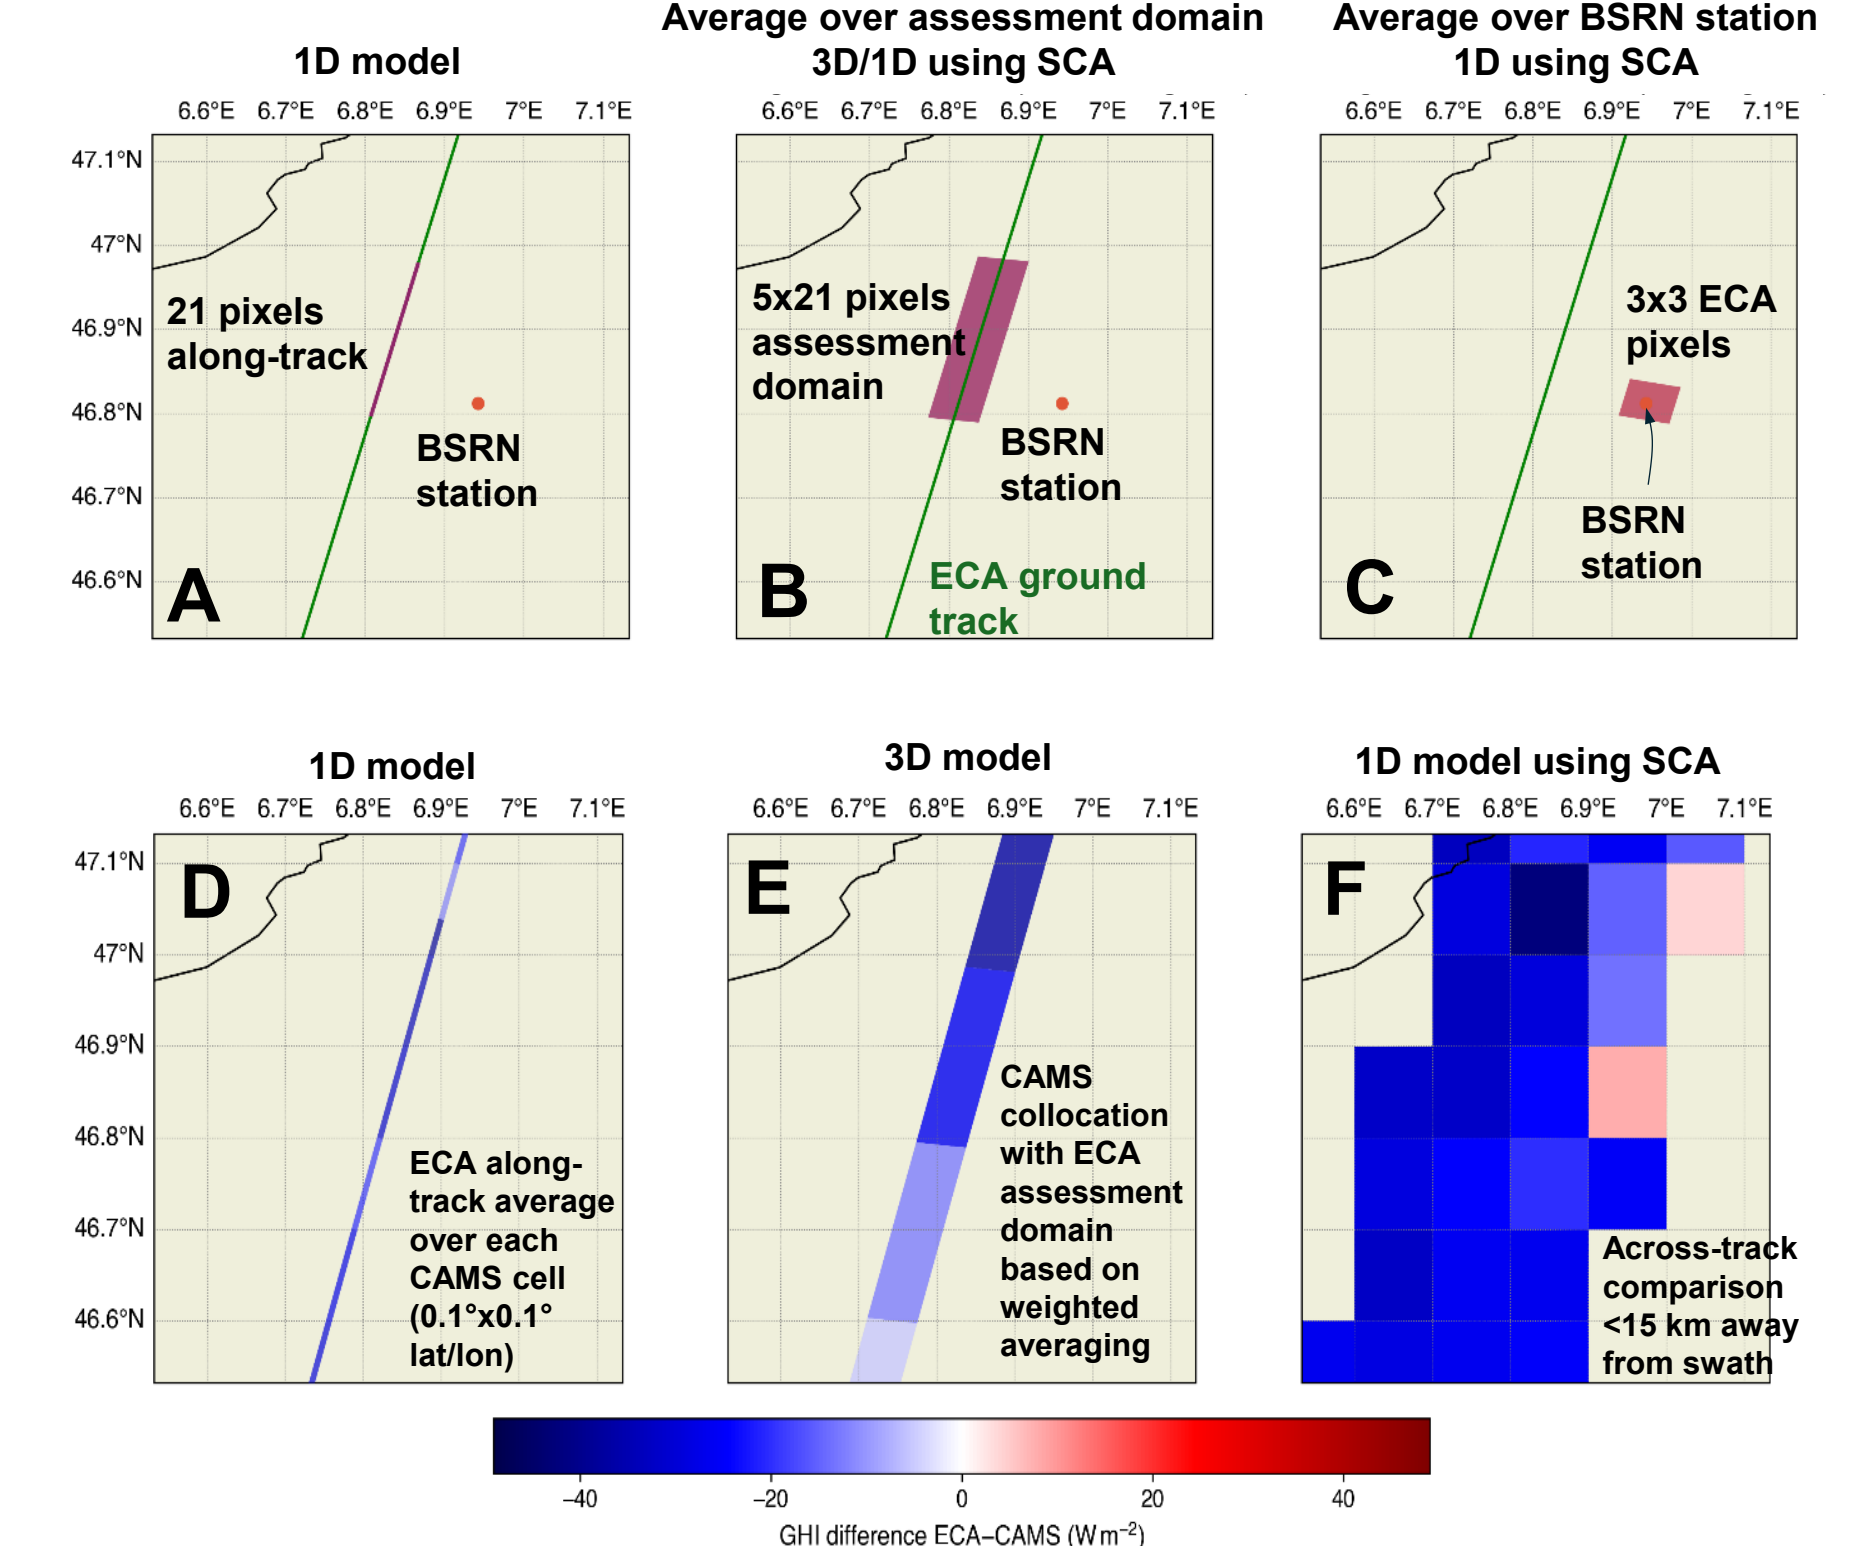 Average over assessment domain
Average over BSRN station
1D model
3D/1D using SCA
1D using SCA
6.6°E 6.7°E 6.8°E 6.9°E 7°E 7.1°E
6.6°E 6.7°E 6.8°E 6.9°E 7°E 7.1°E
6.6°E 6.7°E 6.8°E 6.9°E 7°E 7.1°E
47.1°N
47°N
46.9°N
46.8°N
46.7°N
46.6°N
21 pixels
along-track
BSRN
station
A
5x21 pixels
assessment
domain
BSRN
station
ECA ground
track
B
3x3 ECA
pixels
BSRN
station
C
1D model
3D model
1D model using SCA
6.6°E 6.7°E 6.8°E 6.9°E 7°E 7.1°E
6.6°E 6.7°E 6.8°E 6.9°E 7°E 7.1°E
6.6°E 6.7°E 6.8°E 6.9°E 7°E 7.1°E
47.1°N
47°N
46.9°N
46.8°N
46.7°N
46.6°N
D
ECA along-
track average
over each
CAMS cell
(0.1°x0.1°
lat/lon)
E
CAMS
collocation
with ECA
assessment
domain
based on
weighted
averaging
F
Across-track
comparison
<15 km away
from swath
−40 −20 0 20 40
GHI difference ECA−CAMS (W m⁻²)